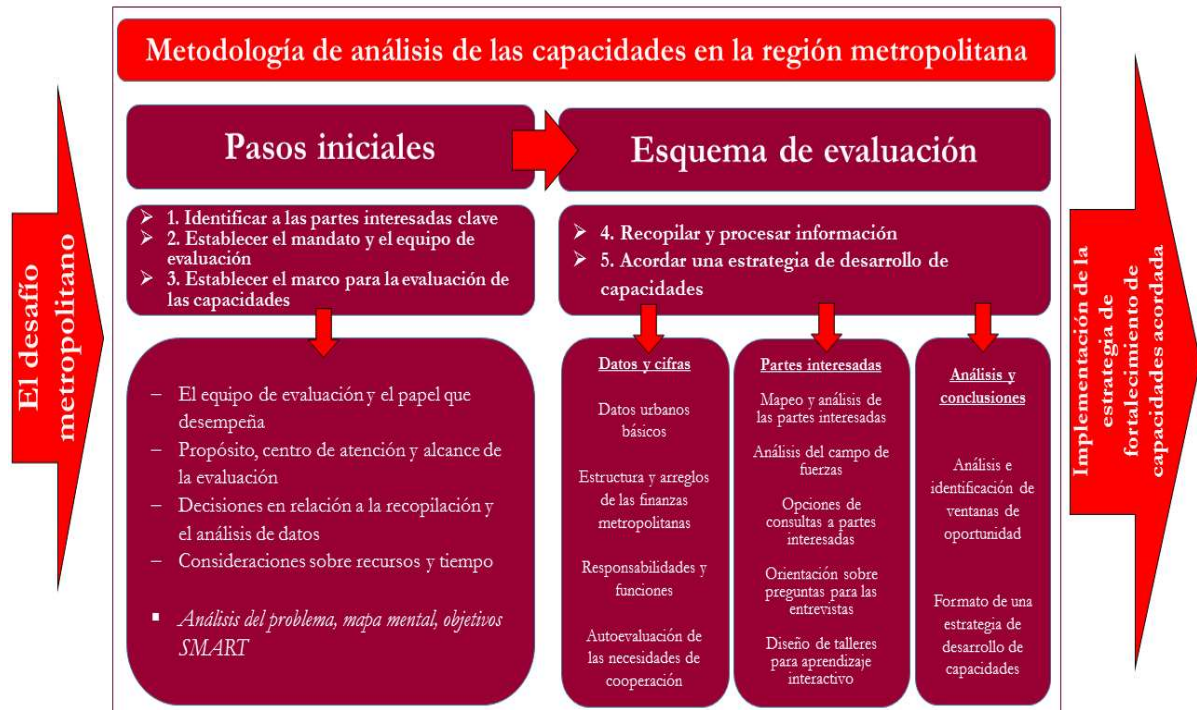 Metodología de análisis de las capacidades en la región metropolitana
El desafío
metropolitano
Pasos iniciales
➢ 1. Identificar a las partes interesadas clave
➢ 2. Establecer el mandato y el equipo de
evaluación
➢ 3. Establecer el marco para la evaluación de
las capacidades
– El equipo de evaluación y el papel que
desempeña
– Propósito, centro de atención y alcance de
la evaluación
– Decisiones en relación a la recopilación y
el análisis de datos
– Consideraciones sobre recursos y tiempo
▪ Análisis del problema, mapa mental, objetivos
SMART
Esquema de evaluación
➢ 4. Recopilar y procesar información
➢ 5. Acordar una estrategia de desarrollo de
capacidades
Datos y cifras
Datos urbanos
básicos
Estructura y arreglos
de las finanzas
metropolitanas
Responsabilidades y
funciones
Autoevaluación de
las necesidades de
cooperación
Partes interesadas
Mapeo y análisis de
las partes interesadas
Análisis del campo de
fuerzas
Opciones de
consultas a partes
interesadas
Orientación sobre
preguntas para las
entrevistas
Diseño de talleres
para aprendizaje
interactivo
Análisis y
conclusiones
Análisis e
identificación de
ventanas de
oportunidad
Formato de una
estrategia de
desarrollo de
capacidades
Implementación de la
estrategia de
fortalecimiento de
capacidades acordada